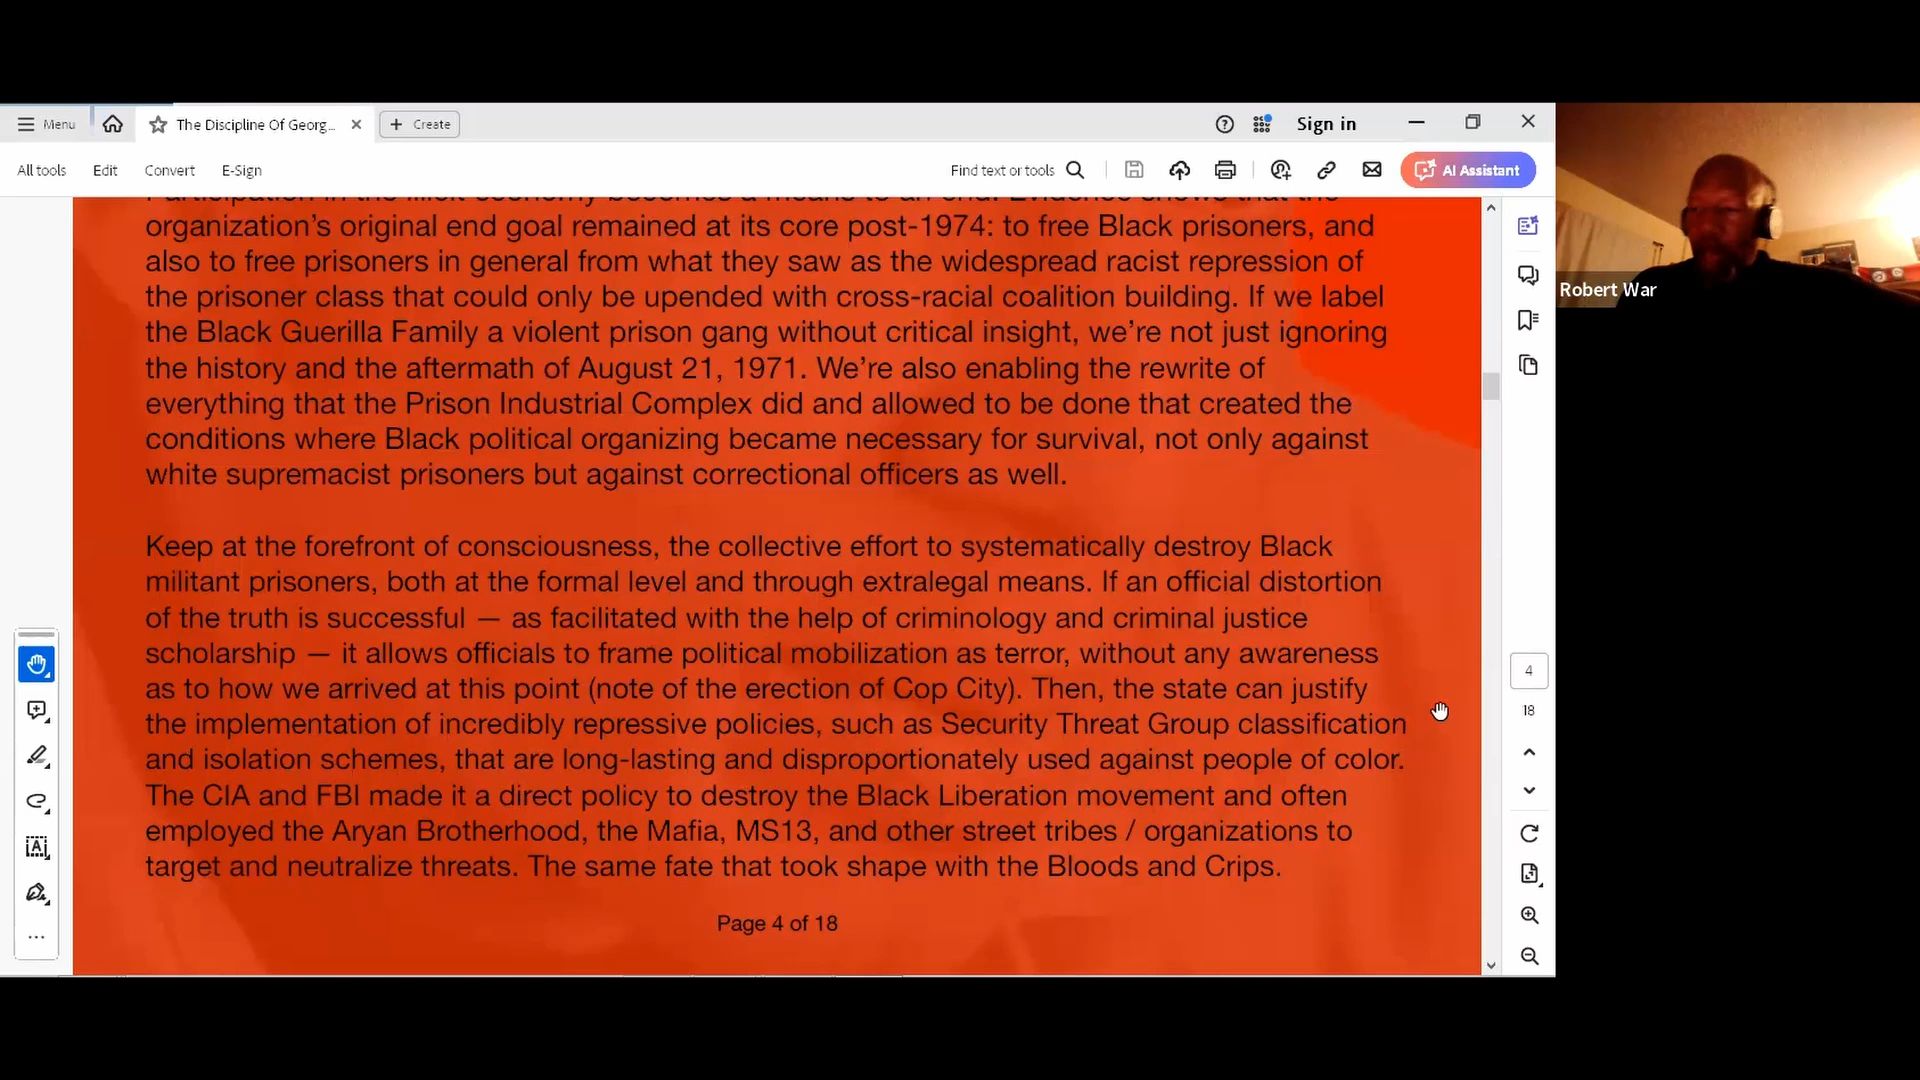 Menu
The Discipline Of Georg...
Create
Sign in
All tools
Edit
Convert
E-Sign
Find text or tools
AI Assistant
Participation in the illicit economy becomes a means to an end. Evidence shows that the
organization's original end goal remained at its core post-1974: to free Black prisoners, and
also to free prisoners in general from what they saw as the widespread racist repression of
the prisoner class that could only be upended with cross-racial coalition building. If we label
the Black Guerilla Family a violent prison gang without critical insight, we're not just ignoring
the history and the aftermath of August 21, 1971. We're also enabling the rewrite of
everything that the Prison Industrial Complex did and allowed to be done that created the
conditions where Black political organizing became necessary for survival, not only against
white supremacist prisoners but against correctional officers as well.
Keep at the forefront of consciousness, the collective effort to systematically destroy Black
militant prisoners, both at the formal level and through extralegal means. If an official distortion
of the truth is successful — as facilitated with the help of criminology and criminal justice
scholarship — it allows officials to frame political mobilization as terror, without any awareness
as to how we arrived at this point (note of the erection of Cop City). Then, the state can justify
the implementation of incredibly repressive policies, such as Security Threat Group classification
and isolation schemes, that are long-lasting and disproportionately used against people of color.
The CIA and FBI made it a direct policy to destroy the Black Liberation movement and often
employed the Aryan Brotherhood, the Mafia, MS13, and other street tribes / organizations to
target and neutralize threats. The same fate that took shape with the Bloods and Crips.
Page 4 of 18
4
18
Robert War